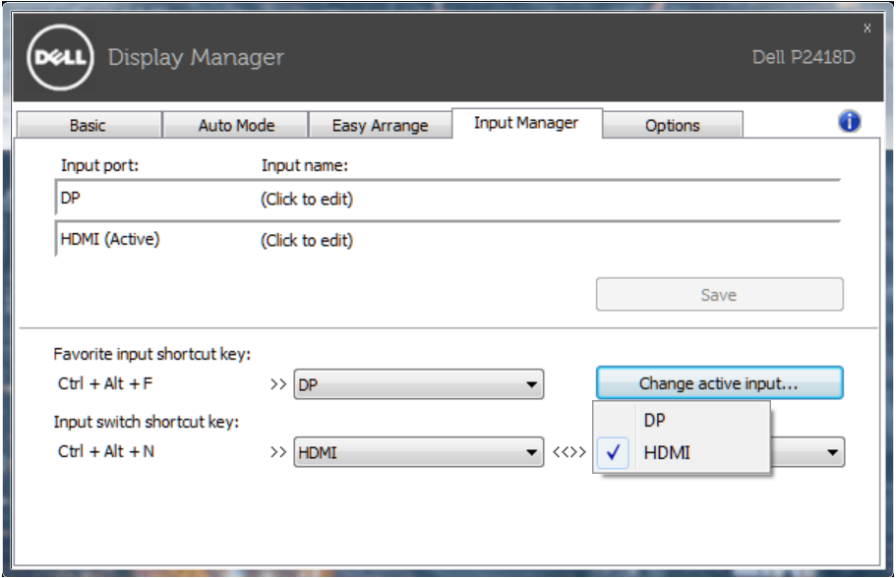 x
DELL Display Manager Dell P2418D
Basic Auto Mode Easy Arrange Input Manager Options i
Input port: Input name:
DP (Click to edit)
HDMI (Active) (Click to edit)
Save
Favorite input shortcut key:
Ctrl + Alt + F >> DP Change active input...
Input switch shortcut key:
DP
Ctrl + Alt + N >> HDMI <<>> HDMI